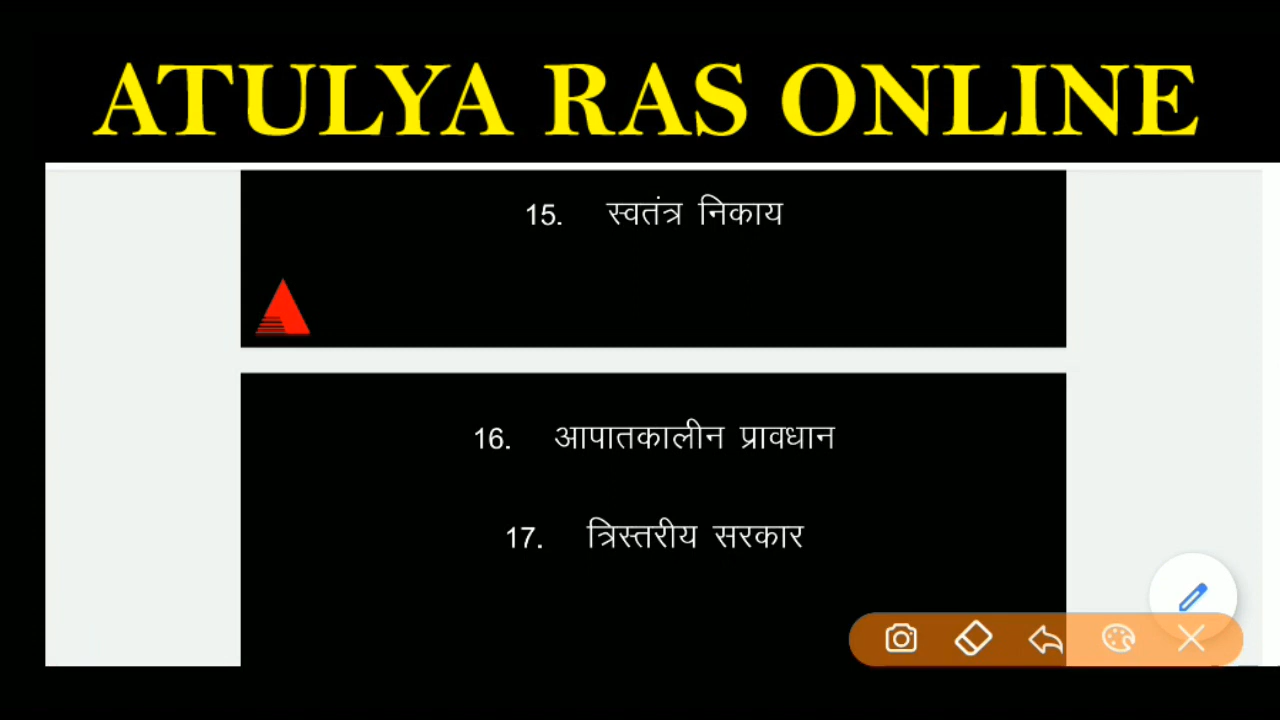 ATULYA RAS ONLINE
15. स्वतंत्र निकाय
16. आपातकालीन प्रावधान
17. त्रिस्तरीय सरकार